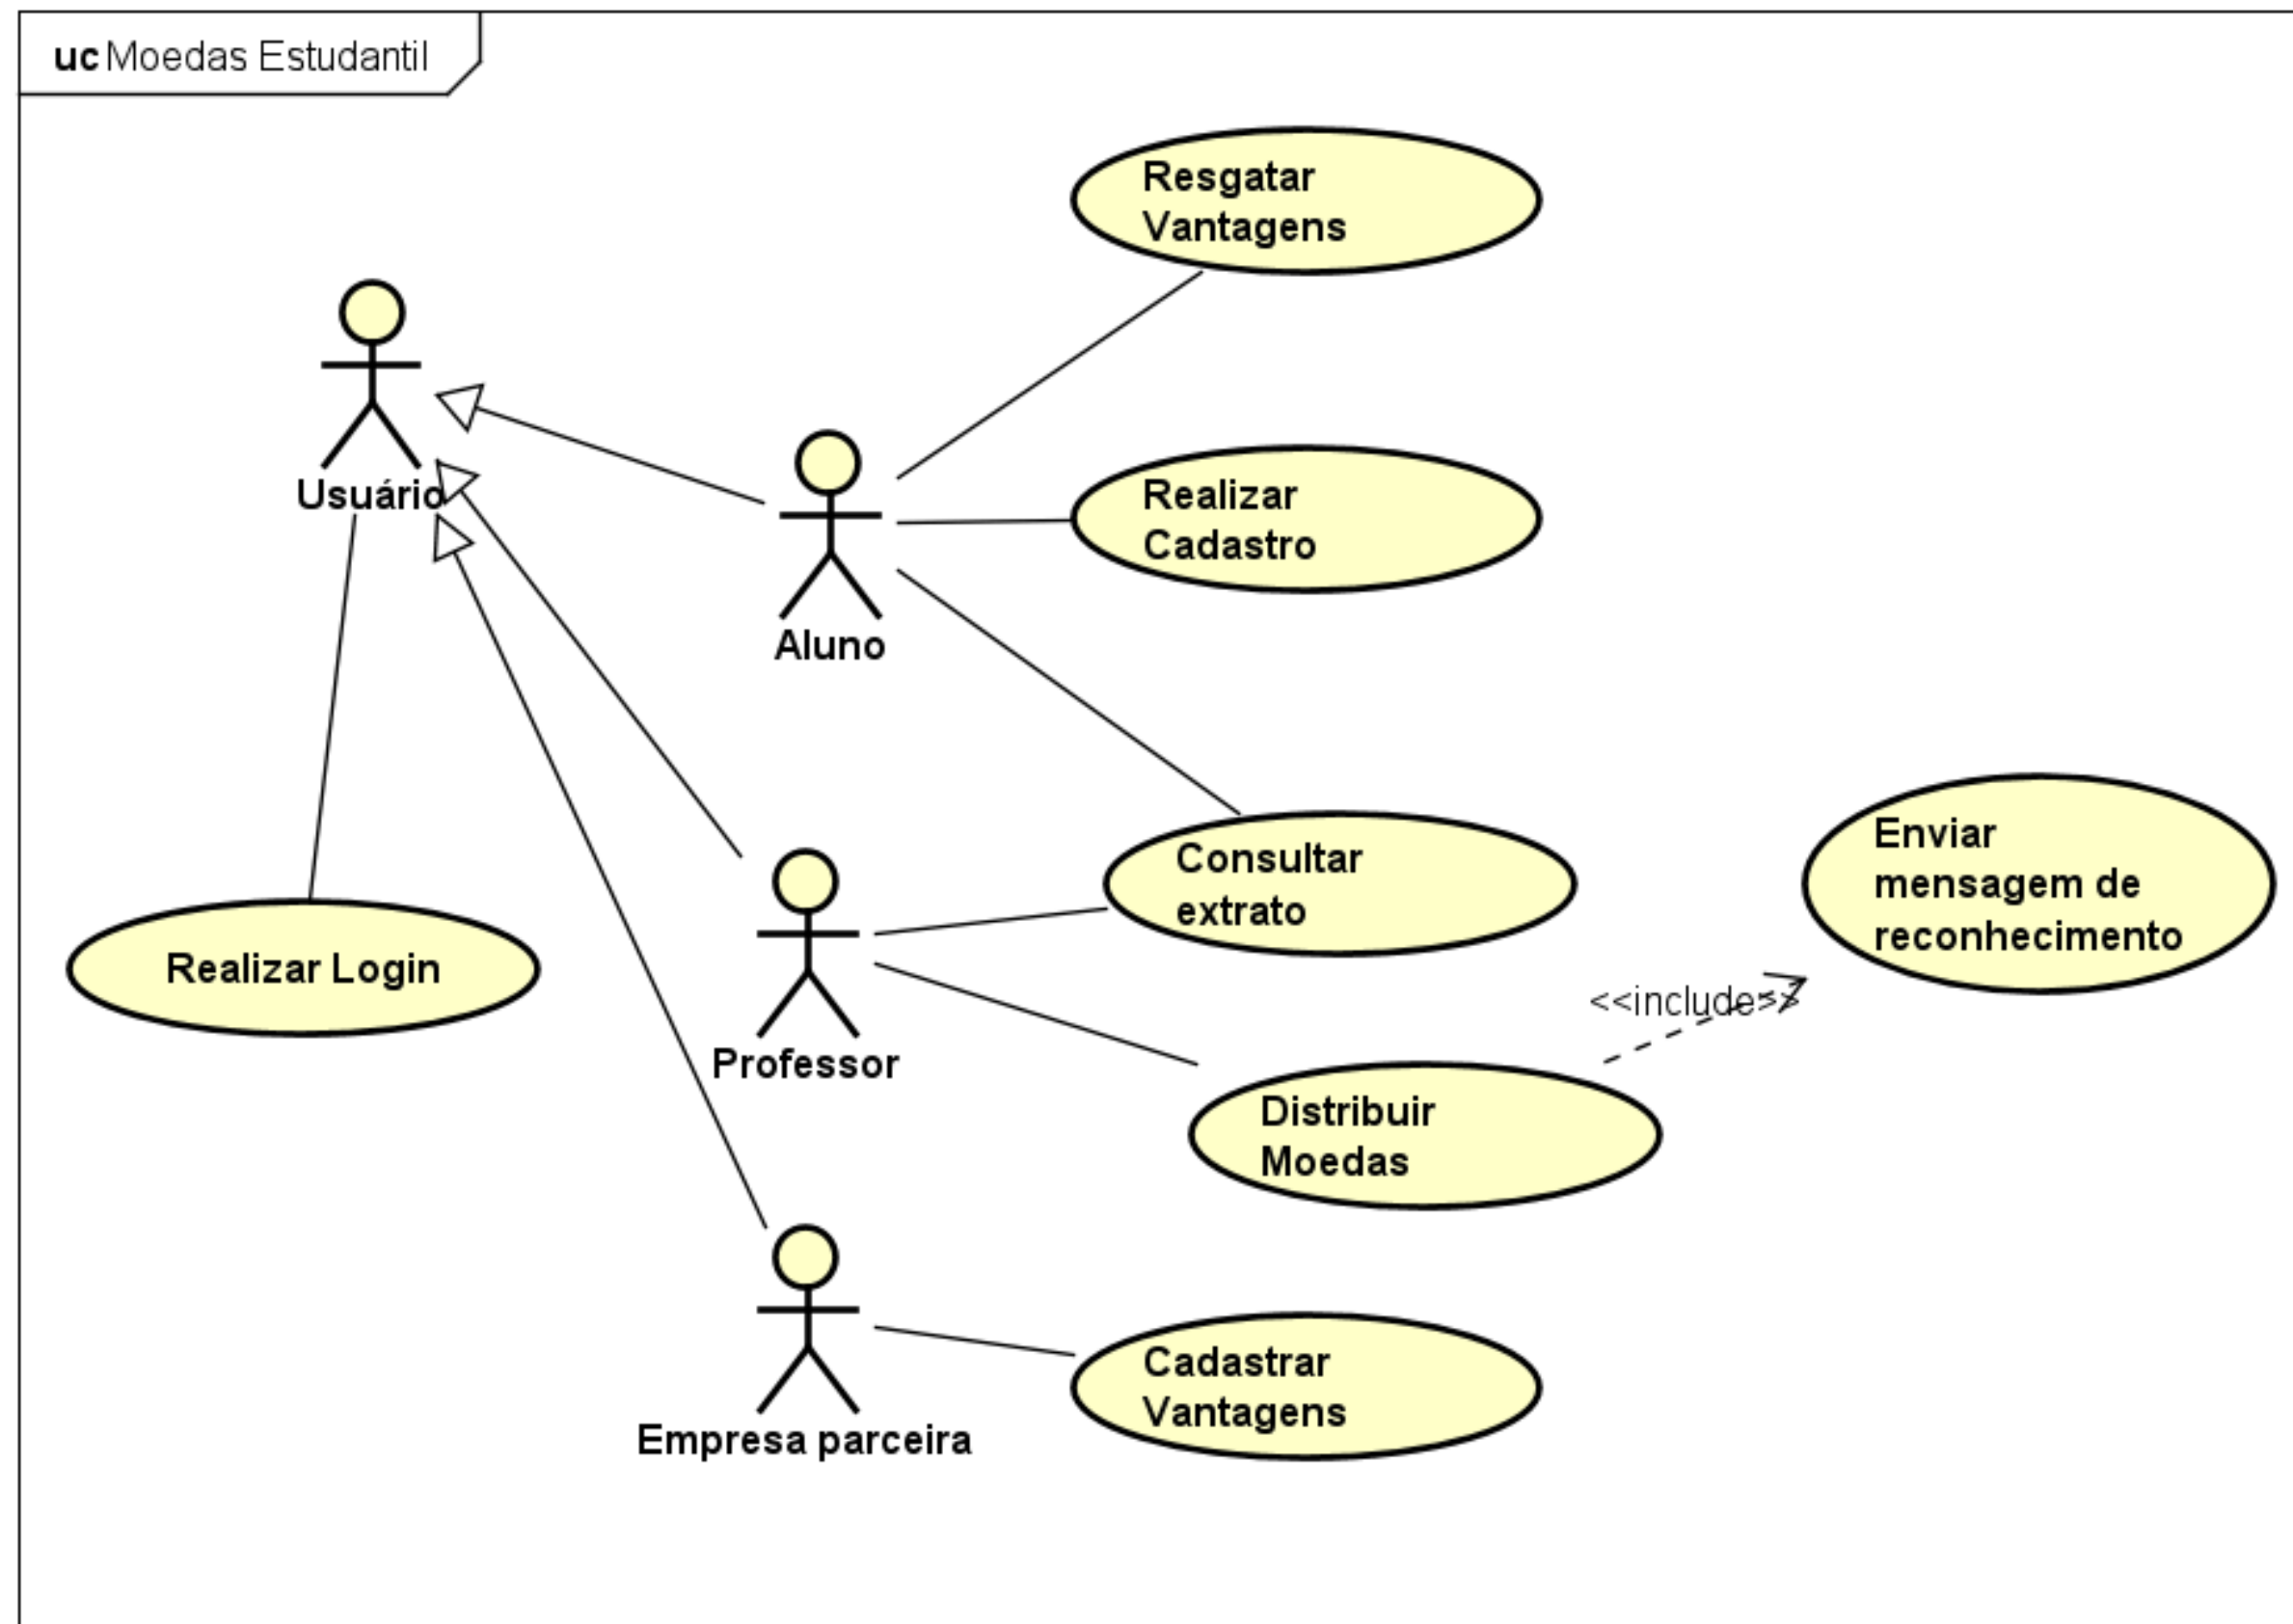 uc Moedas Estudantil
Resgatar
Vantagens
Usuário
Realizar
Cadastro
Aluno
Consultar
extrato
Enviar
mensagem de
reconhecimento
Realizar Login
<<include>>
Professor
Distribuir
Moedas
Cadastrar
Vantagens
Empresa parceira